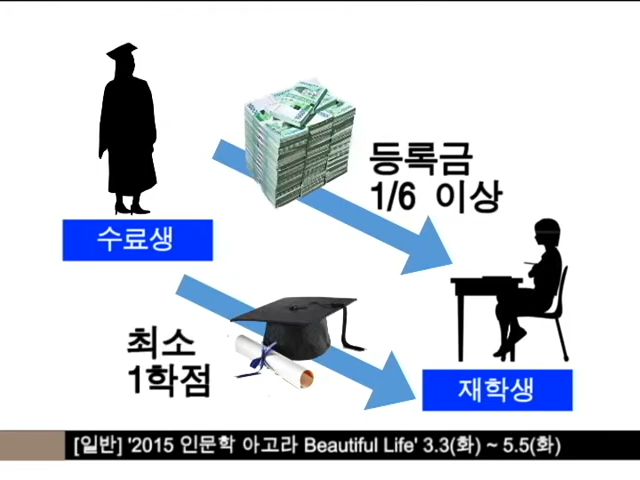 등록금
1/6 이상
수료생
최소
1학점
재학생
[일반] '2015 인문학 아고라 Beautiful Life' 3.3(화) ~ 5.5(화)